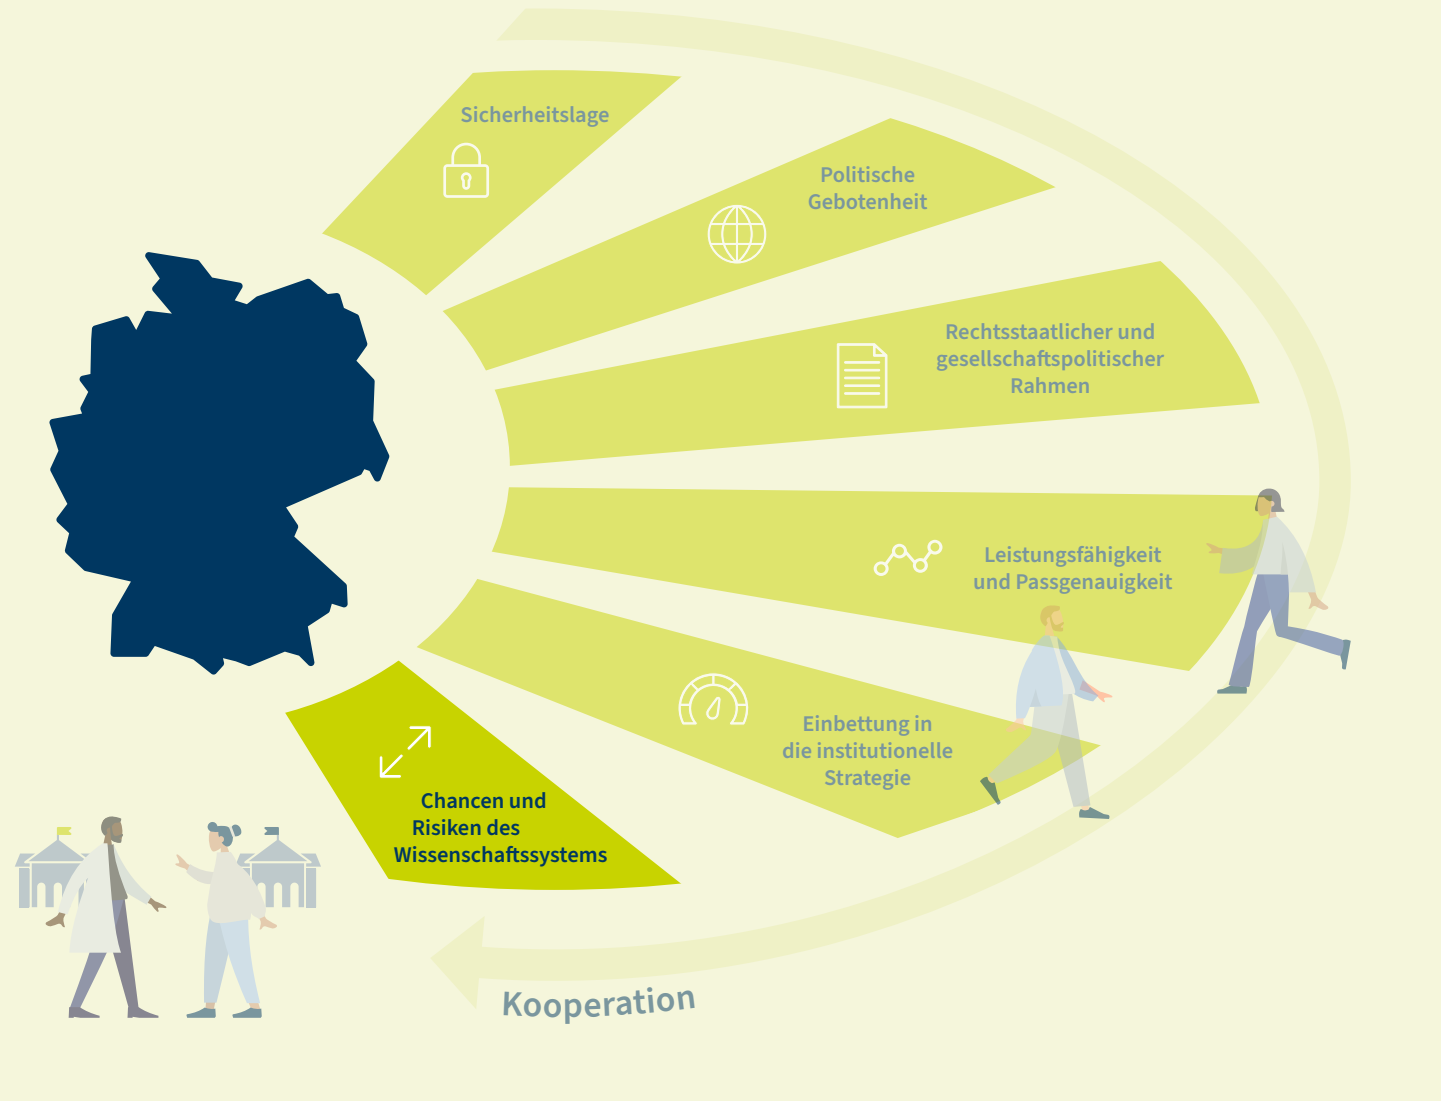 Sicherheitslage
Politische
Gebotenheit
Rechtsstaatlicher und
gesellschaftspolitischer
Rahmen
Leistungsfähigkeit
und Passgenauigkeit
Einbettung in
die institutionelle
Strategie
Chancen und
Risiken des
Wissenschaftssystems
Kooperation